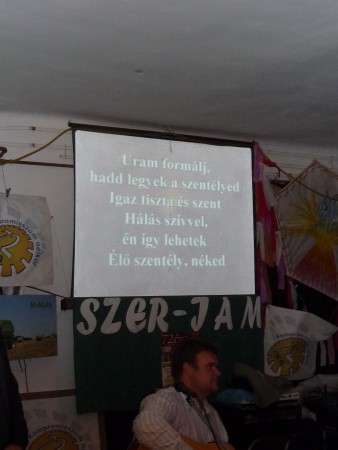 Uram formálj,
hadd legyek a szentélyed
Igaz tiszta és szent
Hálás szívvel,
én így lehetek
Élő szentély, néked
SZER-JAM